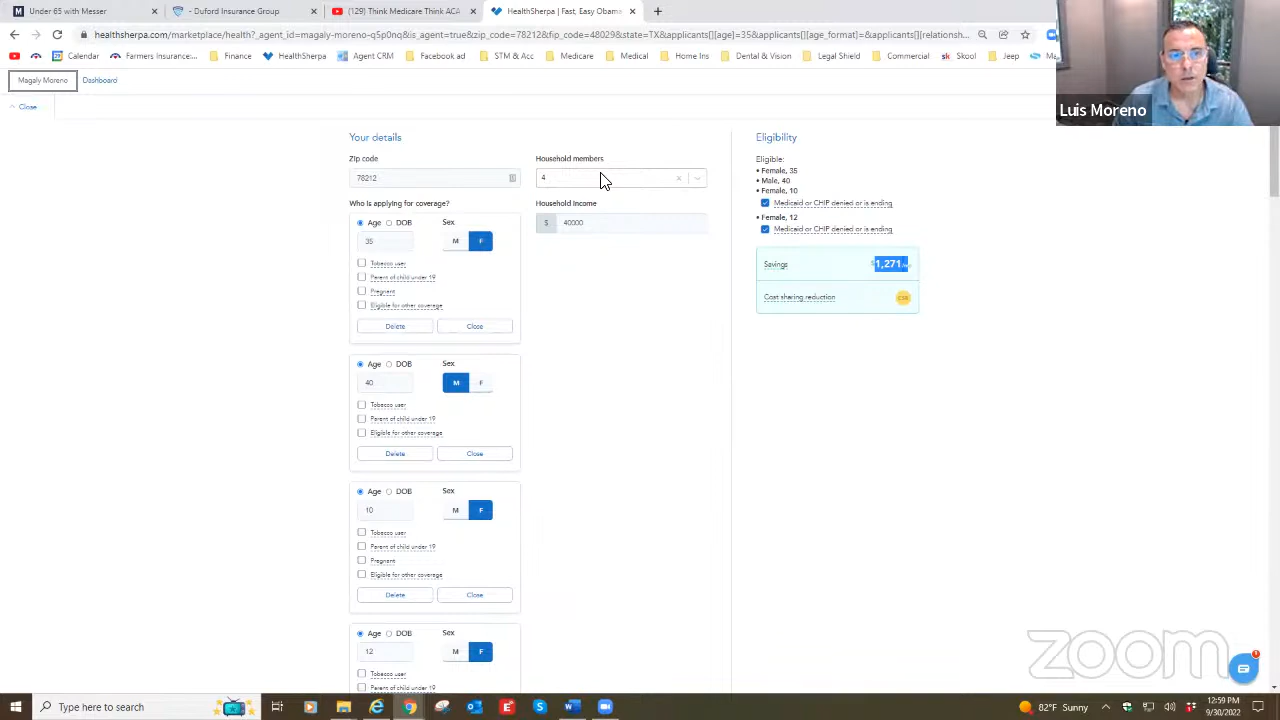 Under 65 with Messer
- Duford Insurance Group
(129) Think Medicare Think ACA
HealthSherpa | Fast, Easy Obama
healthsherpa.com/marketplace/health?_agent_id=magaly-moreno-q5p0nq&is_agent=true&zip_code=78212&fip_code=48029&state=TX&applicants[][age]=35&applicants[][age_format]=&applicants[][relationsh...
Calendar
Farmers Insurance:...
Finance
HealthSherpa
Agent CRM
Facebook ad
STM & Acc
Medicare
Medical
Home Ins
Dental & Vision
Legal Shield
Commercial
sk Skool
Jeep
Magaly Moreno
Dashboard
Close
Luis Moreno
Your details
Zip code
78212
Household members
4
Who is applying for coverage?
Household income
$ 40000
Age
DOB
Sex
35
M
F
Tobacco user
Parent of child under 19
Pregnant
Eligible for other coverage
Delete
Close
Age
DOB
Sex
40
M
F
Tobacco user
Parent of child under 19
Eligible for other coverage
Delete
Close
Age
DOB
Sex
10
M
F
Tobacco user
Parent of child under 19
Pregnant
Eligible for other coverage
Delete
Close
Age
DOB
Sex
12
M
F
Tobacco user
Parent of child under 19
Eligibility
Eligible:
• Female, 35
• Male, 40
• Female, 10
Medicaid or CHIP denied or is ending
• Female, 12
Medicaid or CHIP denied or is ending
Savings
$1,271/mo
Cost sharing reduction
CSR
zoom
Type here to search
82°F Sunny
12:59 PM
9/30/2022